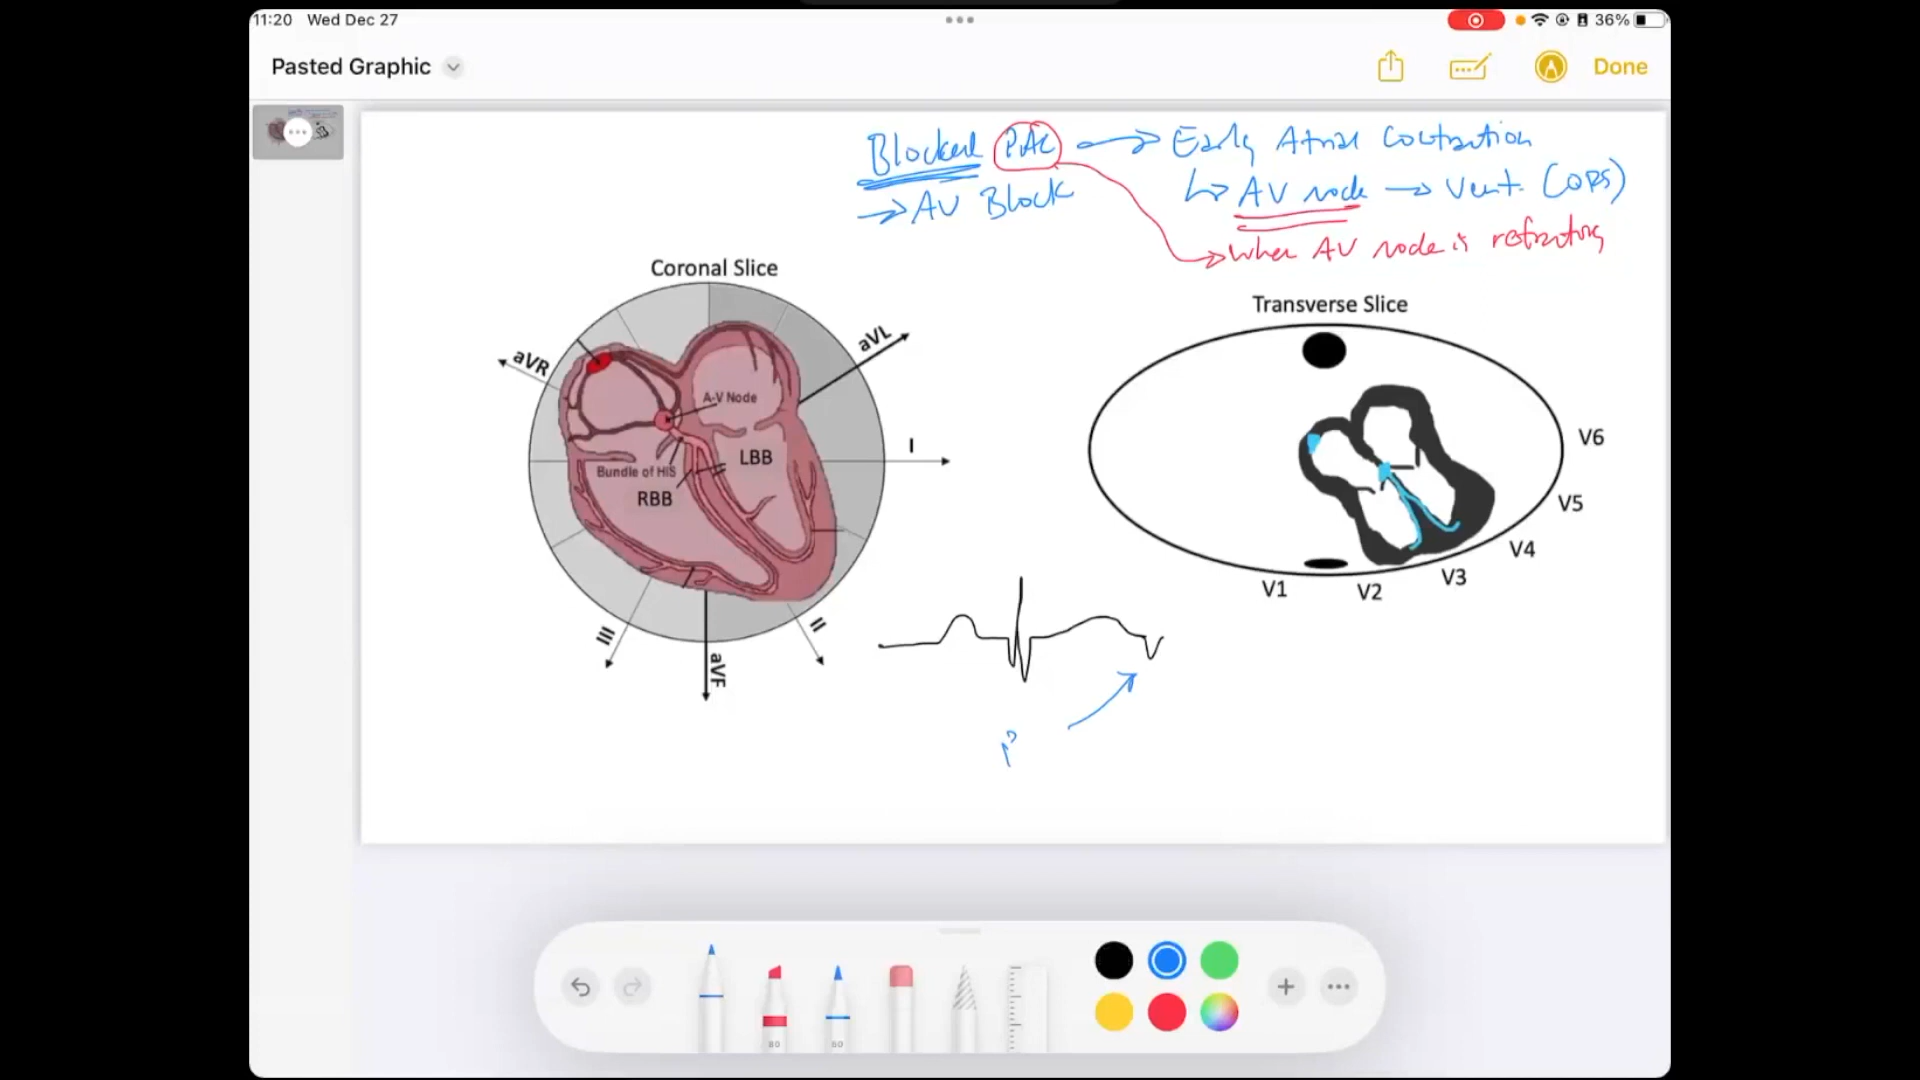 11:20 Wed Dec 27
36%
Pasted Graphic
Done
Blocked PAC → Early Atrial Contraction
→ AV Block
↳ AV node → Vent. (QRS)
→ When AV node is refractory
Coronal Slice
aVR
aVL
A-V Node
I
Bundle of HIS
LBB
RBB
III
aVF
II
Transverse Slice
V6
V5
V4
V3
V2
V1
80
50